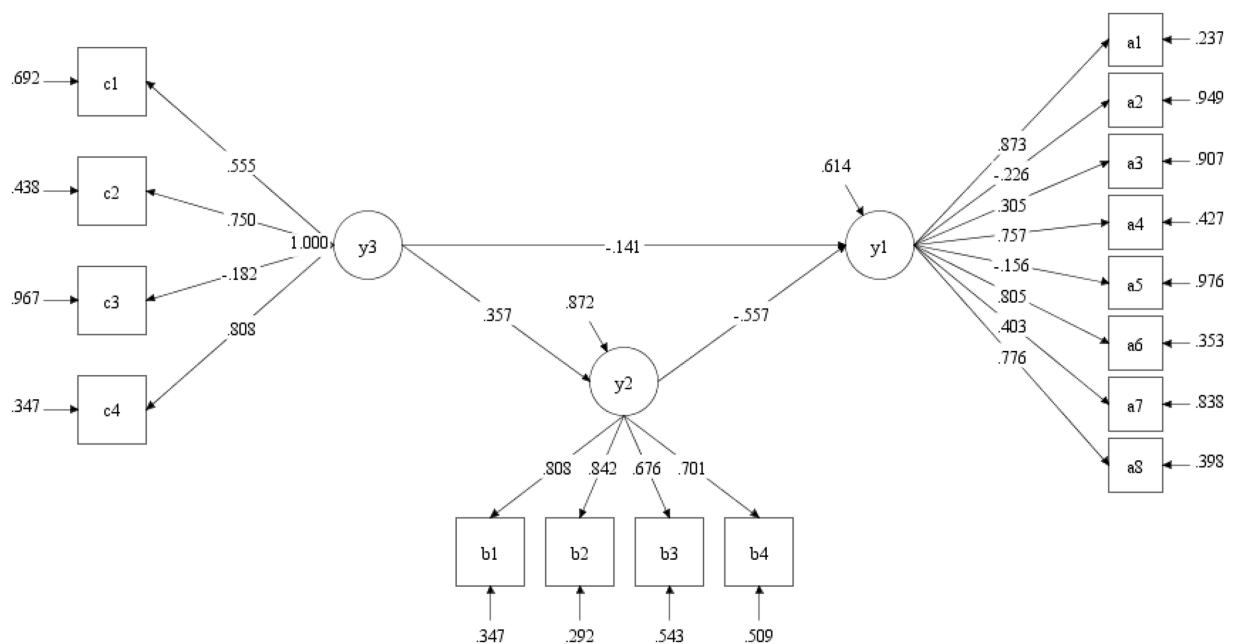 a1
.237
.692
c1
a2
.949
.873
-.226
.555
a3
.907
.614
.305
.438
c2
.750
a4
.427
.757
1.000
y3
-.141
y1
-.156
-.182
a5
.976
.967
c3
.805
.872
.357
-.557
.403
a6
.353
.808
.776
y2
a7
.838
.347
c4
a8
.398
.808
.842
.676
.701
b1
b2
b3
b4
.347
.292
.543
.509